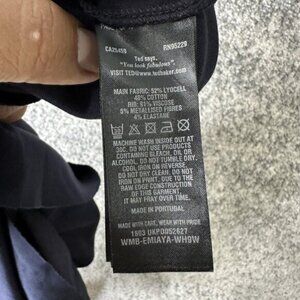 CA25459 RN95229
Ted says.
"You look fabulous"
VISIT TED@www.tedbaker.com
MAIN FABRIC: 52% LYOCELL
48% COTTON
RIB: 91% VISCOSE
5% METALLISED FIBRES
4% ELASTANE
MACHINE WASH INSIDE OUT AT
30C. DO NOT USE PRODUCTS
CONTAINING BLEACH, OIL OR
ALCOHOL. DO NOT TUMBLE DRY.
COOL IRON ON REVERSE.
DO NOT DRY CLEAN. DO NOT
IRON ON PRINT. DUE TO THE
RAW EDGE CONSTRUCTION
OF THIS GARMENT,
IT MAY FRAY OVER TIME.
MADE IN PORTUGAL
MADE WITH CARE, WEAR WITH PRIDE
1603 UKPO0052627
WMB-EMIAYA-WH9W